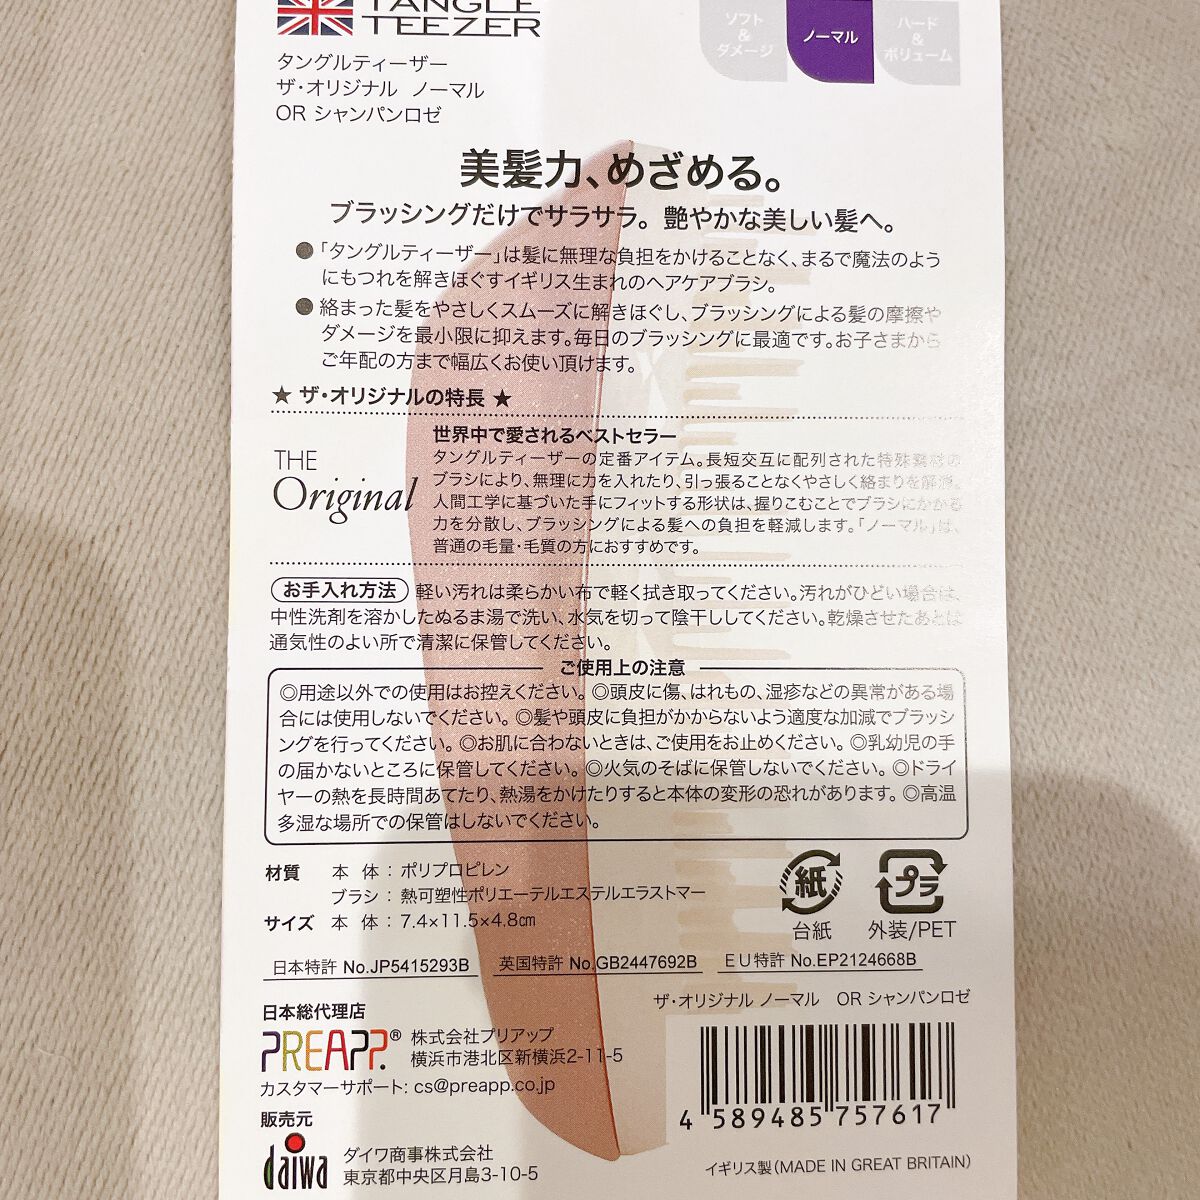 TANGLE
TEEZER
ソフト
&
ダメージ
ノーマル
ハード
&
ボリューム
タングルティーザー
ザ・オリジナル ノーマル
OR シャンパンロゼ
美髪力、めざめる。
ブラッシングだけでサラサラ。艶やかな美しい髪へ。
●「タングルティーザー」は髪に無理な負担をかけることなく、まるで魔法のよう
にもつれを解きほぐすイギリス生まれのヘアケアブラシ。
●絡まった髪をやさしくスムーズに解きほぐし、ブラッシングによる髪の摩擦や
ダメージを最小限に抑えます。毎日のブラッシングに最適です。お子さまから
ご年配の方まで幅広くお使い頂けます。
★ ザ・オリジナルの特長 ★
THE
Original
世界中で愛されるベストセラー
タングルティーザーの定番アイテム。長短交互に配列された特殊素材の
ブラシにより、無理に力を入れたり、引っ張ることなくやさしく絡まりを解消。
人間工学に基づいた手にフィットする形状は、握りこむことでブラシにかかる
力を分散し、ブラッシングによる髪への負担を軽減します。「ノーマル」は、
普通の毛量・毛質の方におすすめです。
お手入れ方法 軽い汚れは柔らかい布で軽く拭き取ってください。汚れがひどい場合は、
中性洗剤を溶かしたぬるま湯で洗い、水気を切って陰干ししてください。乾燥させたあとは
通気性のよい所で清潔に保管してください。
ご使用上の注意
◎用途以外での使用はお控えください。◎頭皮に傷、はれもの、湿疹などの異常がある場
合には使用しないでください。◎髪や頭皮に負担がかからないよう適度な加減でブラッシ
ングを行ってください。◎お肌に合わないときは、ご使用をお止めください。◎乳幼児の手
の届かないところに保管してください。◎火気のそばに保管しないでください。◎ドライ
ヤーの熱を長時間あてたり、熱湯をかけたりすると本体の変形の恐れがあります。◎高温
多湿な場所での保管はしないでください。
材質 本 体 : ポリプロピレン
ブラシ : 熱可塑性ポリエーテルエステルエラストマー
サイズ 本 体 : 7.4×11.5×4.8㎝
紙
台紙
プラ
外装/PET
日本特許 No.JP5415293B 英国特許 No.GB2447692B EU特許 No.EP2124668B
ザ・オリジナル ノーマル OR シャンパンロゼ
日本総代理店
PREAPP.® 株式会社プリアップ
横浜市港北区新横浜2-11-5
カスタマーサポート: cs@preapp.co.jp
4 589485 757617
販売元
daiwa ダイワ商事株式会社
東京都中央区月島3-10-5
イギリス製(MADE IN GREAT BRITAIN)